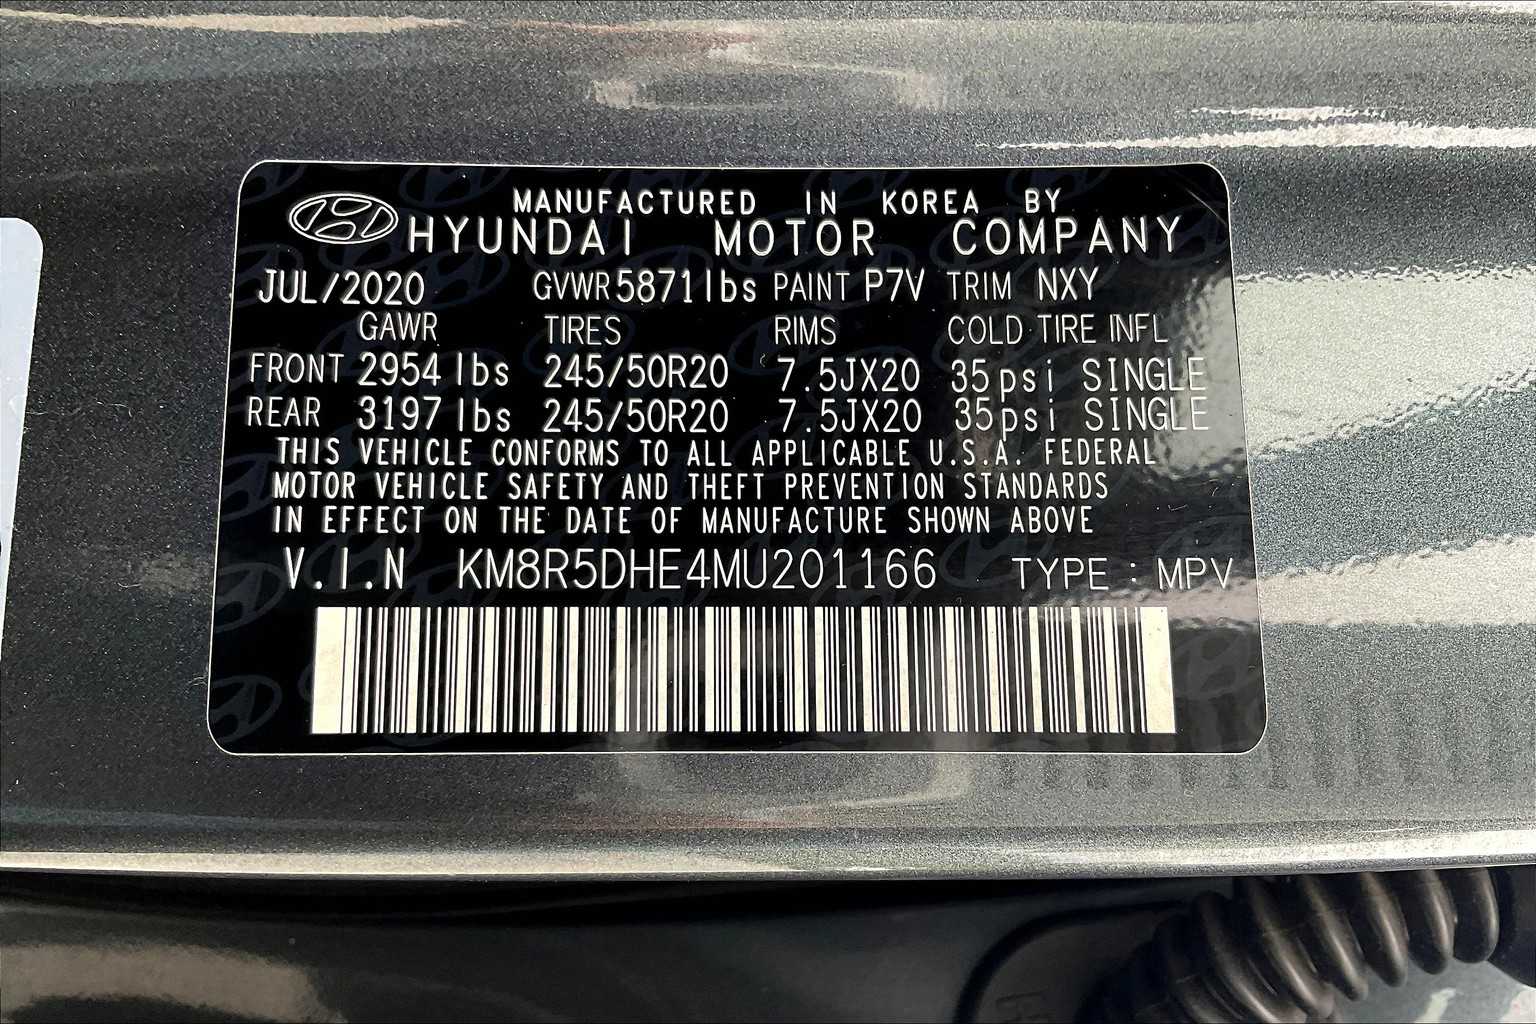 MANUFACTURED IN KOREA BY
HYUNDAI MOTOR COMPANY
JUL/2020 GVWR 5871lbs PAINT P7V TRIM NXY
GAWR TIRES RIMS COLD TIRE INFL
FRONT 2954 lbs 245/50R20 7.5JX20 35psi SINGLE
REAR 3197 lbs 245/50R20 7.5JX20 35psi SINGLE
THIS VEHICLE CONFORMS TO ALL APPLICABLE U.S.A. FEDERAL
MOTOR VEHICLE SAFETY AND THEFT PREVENTION STANDARDS
IN EFFECT ON THE DATE OF MANUFACTURE SHOWN ABOVE
V.I.N KM8R5DHE4MU201166 TYPE : MPV